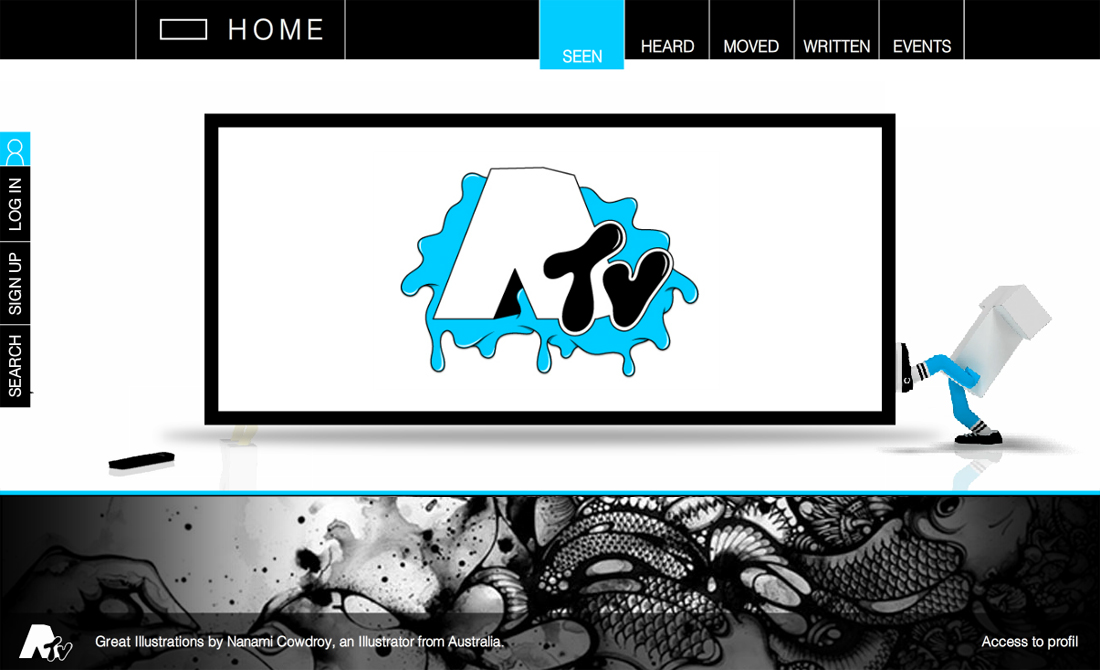 HOME
SEEN
HEARD
MOVED
WRITTEN
EVENTS
LOG IN
SIGN UP
SEARCH
ATv
ATv
Great Illustrations by Nanami Cowdroy, an Illustrator from Australia.
Access to profil